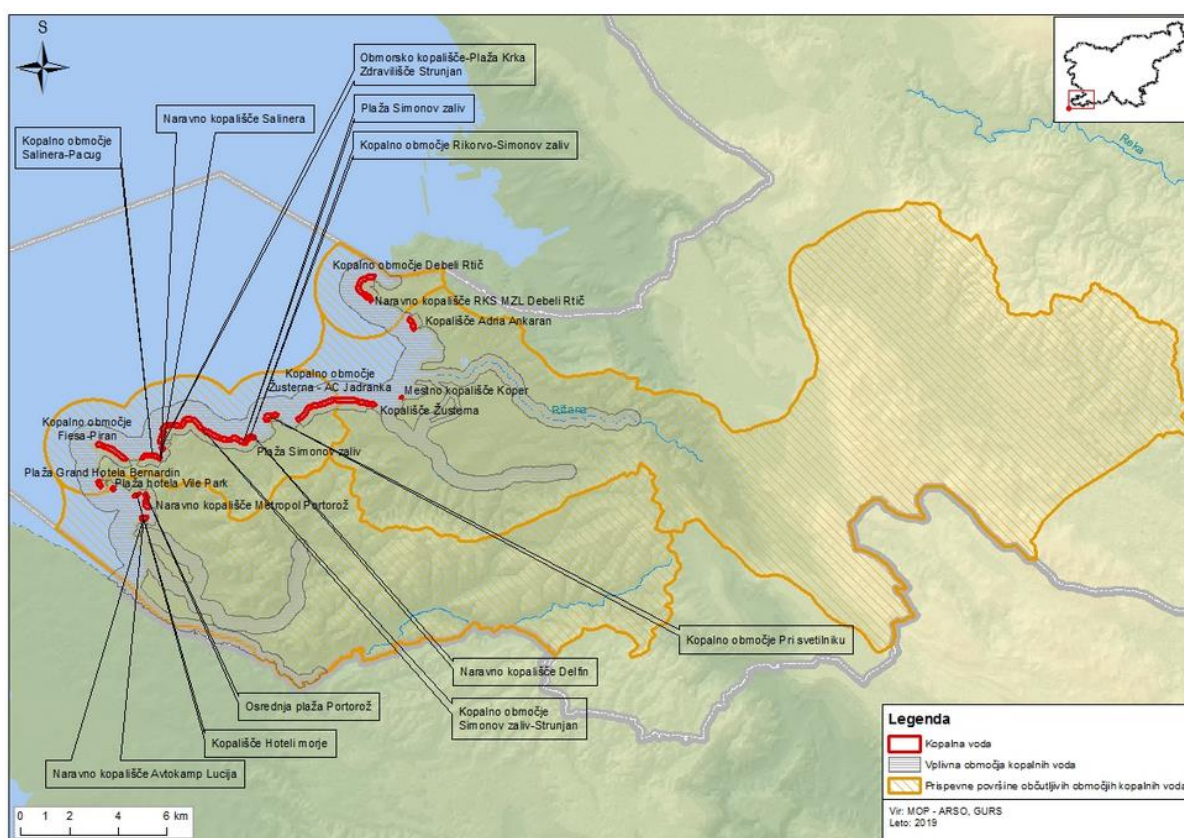 S
Obmorsko kopališče-Plaža Krka
Zdravilišče Strunjan
Naravno kopališče Salinera
Plaža Simonov zaliv
Kopalno območje
Salinera-Pacug
Kopalno območje Rikorvo-Simonov zaliv
Reka
Kopalno območje Debeli Rtič
Naravno kopališče RKS MZL Debeli Rtič
Kopališče Adria Ankaran
Kopalno območje
Žusterna - AC Jadranka
Mestno kopališče Koper
Kopališče Žusterna
Rižana
Kopalno območje
Fiesa-Piran
Plaža Simonov zaliv
Plaža Grand Hotela Bernardin
Plaža hotela Vile Park
Naravno kopališče Metropol Portorož
Kopalno območje Pri svetilniku
Naravno kopališče Delfin
Osrednja plaža Portorož
Kopalno območje
Simonov zaliv-Strunjan
Kopališče Hoteli morje
Naravno kopališče Avtokamp Lucija
0 1 2 4 6 km
Legenda
Kopalna voda
Vplivna območja kopalnih voda
Prispevne površine občutljivih območjih kopalnih voda
Vir: MOP - ARSO, GURS
Leto: 2019